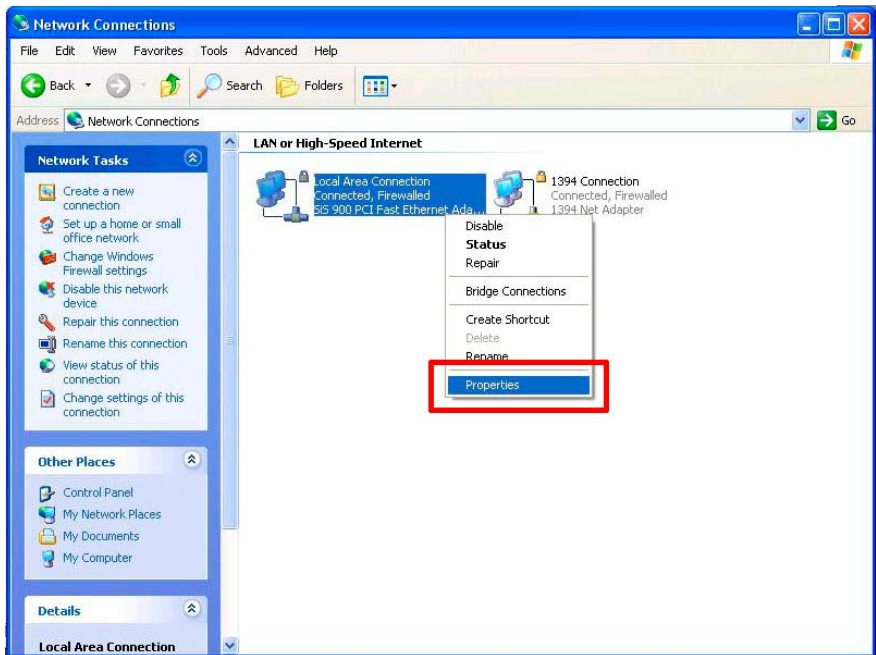 Network Connections
File Edit View Favorites Tools Advanced Help
Back Search Folders
Address Network Connections Go
Network Tasks
Create a new
connection
Set up a home or small
office network
Change Windows
Firewall settings
Disable this network
device
Repair this connection
Rename this connection
View status of this
connection
Change settings of this
connection
Other Places
Control Panel
My Network Places
My Documents
My Computer
Details
Local Area Connection
LAN or High-Speed Internet
Local Area Connection
Connected, Firewalled
SiS 900 PCI Fast Ethernet Ada...
1394 Connection
Connected, Firewalled
1394 Net Adapter
Disable
Status
Repair
Bridge Connections
Create Shortcut
Delete
Rename
Properties